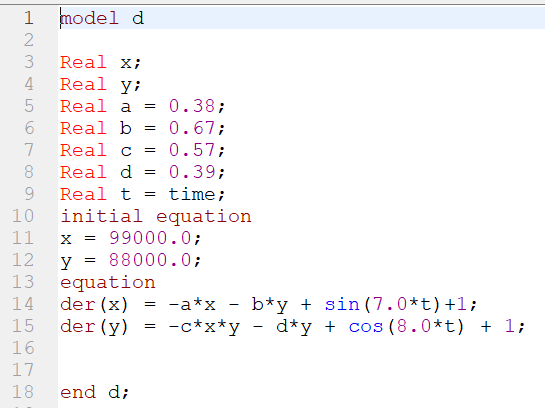 1 model d
2
3 Real x;
4 Real y;
5 Real a = 0.38;
6 Real b = 0.67;
7 Real c = 0.57;
8 Real d = 0.39;
9 Real t = time;
10 initial equation
11 x = 99000.0;
12 y = 88000.0;
13 equation
14 der(x) = -a*x - b*y + sin(7.0*t)+1;
15 der(y) = -c*x*y - d*y + cos(8.0*t) + 1;
16
17
18 end d;